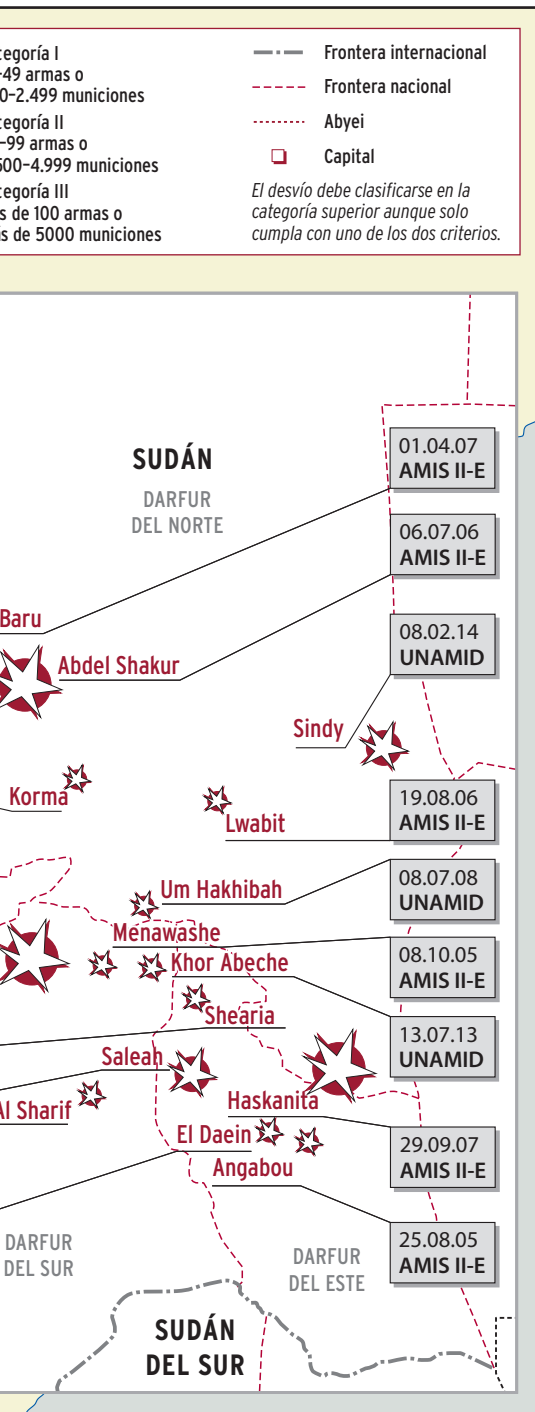 tegoría I
–49 armas o
0–2.499 municiones
tegoría II
–99 armas o
500–4.999 municiones
tegoría III
s de 100 armas o
ás de 5000 municiones
Frontera internacional
Frontera nacional
Abyei
Capital
El desvío debe clasificarse en la
categoría superior aunque solo
cumpla con uno de los dos criterios.
SUDÁN
DARFUR
DEL NORTE
01.04.07
AMIS II-E
06.07.06
AMIS II-E
Baru
Abdel Shakur
08.02.14
UNAMID
Sindy
Korma
Lwabit
19.08.06
AMIS II-E
Um Hakhibah
08.07.08
UNAMID
Menawashe
08.10.05
AMIS II-E
Khor Abeche
Shearia
13.07.13
UNAMID
Saleah
Al Sharif
Haskanita
El Daein
29.09.07
AMIS II-E
Angabou
25.08.05
AMIS II-E
DARFUR
DEL SUR
DARFUR
DEL ESTE
SUDÁN
DEL SUR